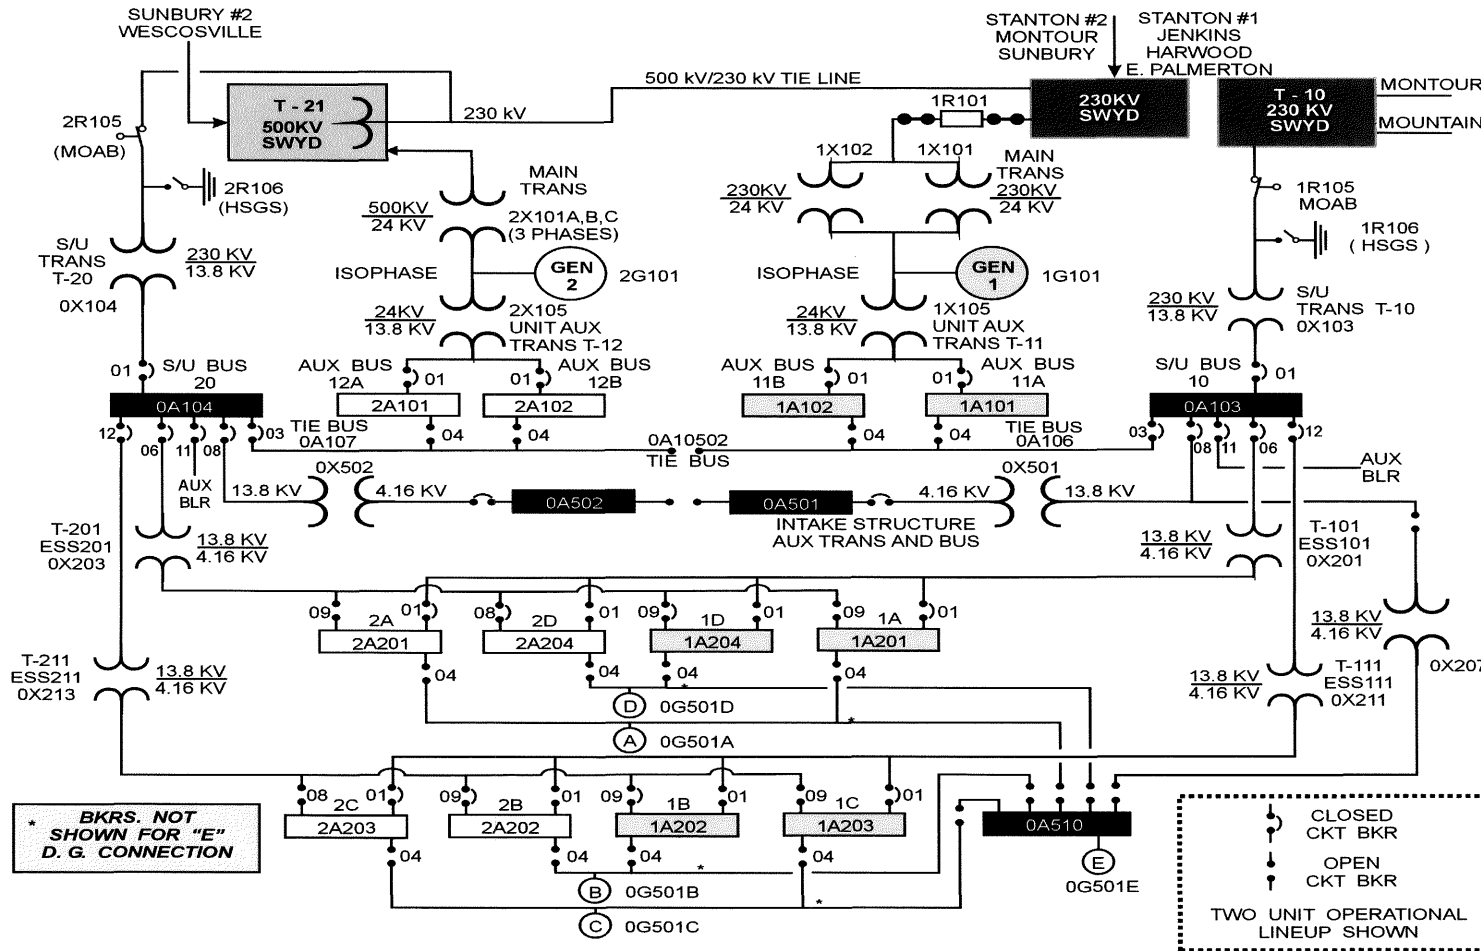 SUNBURY #2
WESCOSVILLE
STANTON #2
MONTOUR
SUNBURY
STANTON #1
JENKINS
HARWOOD
E. PALMERTON
500 kV/230 kV TIE LINE
T - 21
500KV
SWYD
230 kV
1R101
230KV
SWYD
T - 10
230 KV
SWYD
MONTOUR
MOUNTAIN
2R105
(MOAB)
2R106
(HSGS)
MAIN
TRANS
500KV
24 KV
2X101A,B,C
(3 PHASES)
1X102
1X101
MAIN
TRANS
230KV
24 KV
230KV
24 KV
1R105
MOAB
1R106
( HSGS )
S/U
TRANS
T-20
0X104
230 KV
13.8 KV
ISOPHASE
GEN
2
2G101
ISOPHASE
GEN
1
1G101
24KV
13.8 KV
2X105
UNIT AUX
TRANS T-12
24KV
13.8 KV
1X105
UNIT AUX
TRANS T-11
230 KV
13.8 KV
S/U
TRANS T-10
0X103
01
S/U BUS
20
0A104
AUX BUS
12A
01
01
AUX BUS
12B
2A101
2A102
AUX BUS
11B
01
01
AUX BUS
11A
1A102
1A101
S/U BUS
10
01
0A103
12
06
11
08
03
TIE BUS
0A107
04
04
0A10502
TIE BUS
04
04
TIE BUS
0A106
03
08
11
06
12
AUX
BLR
13.8 KV
0X502
4.16 KV
0A502
0A501
4.16 KV
0X501
13.8 KV
AUX
BLR
INTAKE STRUCTURE
AUX TRANS AND BUS
T-201
ESS201
0X203
13.8 KV
4.16 KV
13.8 KV
4.16 KV
T-101
ESS101
0X201
09
2A
01
2A201
08
2D
01
2A204
09
1D
01
1A204
09
1A
01
1A201
13.8 KV
4.16 KV
0X207
T-211
ESS211
0X213
13.8 KV
4.16 KV
04
04
04
04
13.8 KV
4.16 KV
T-111
ESS111
0X211
*
D
0G501D
*
A
0G501A
08
2C
01
2A203
09
2B
01
2A202
09
1B
01
1A202
09
1C
01
1A203
0A510
E
0G501E
04
04
04
04
*
B
0G501B
*
C
0G501C
* BKRS. NOT
SHOWN FOR "E"
D. G. CONNECTION
CLOSED
CKT BKR
OPEN
CKT BKR
TWO UNIT OPERATIONAL
LINEUP SHOWN